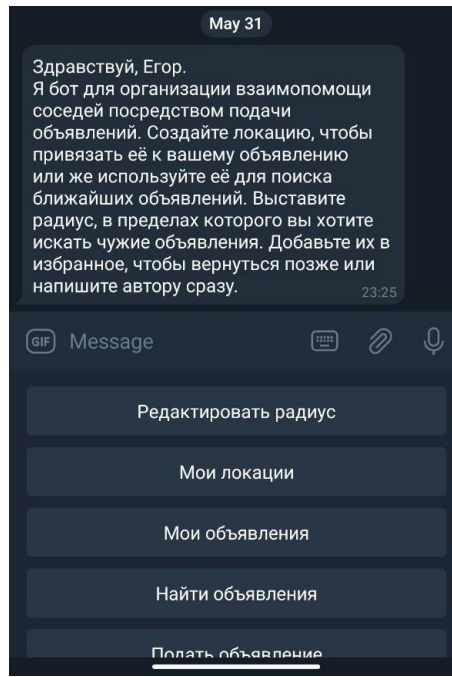 May 31
Здравствуй, Егор.
Я бот для организации взаимопомощи
соседей посредством подачи
объявлений. Создайте локацию, чтобы
привязать её к вашему объявлению
или же используйте её для поиска
ближайших объявлений. Выставите
радиус, в пределах которого вы хотите
искать чужие объявления. Добавьте их в
избранное, чтобы вернуться позже или
напишите автору сразу.
23:25
GIF Message
Редактировать радиус
Мои локации
Мои объявления
Найти объявления
Подать объявление